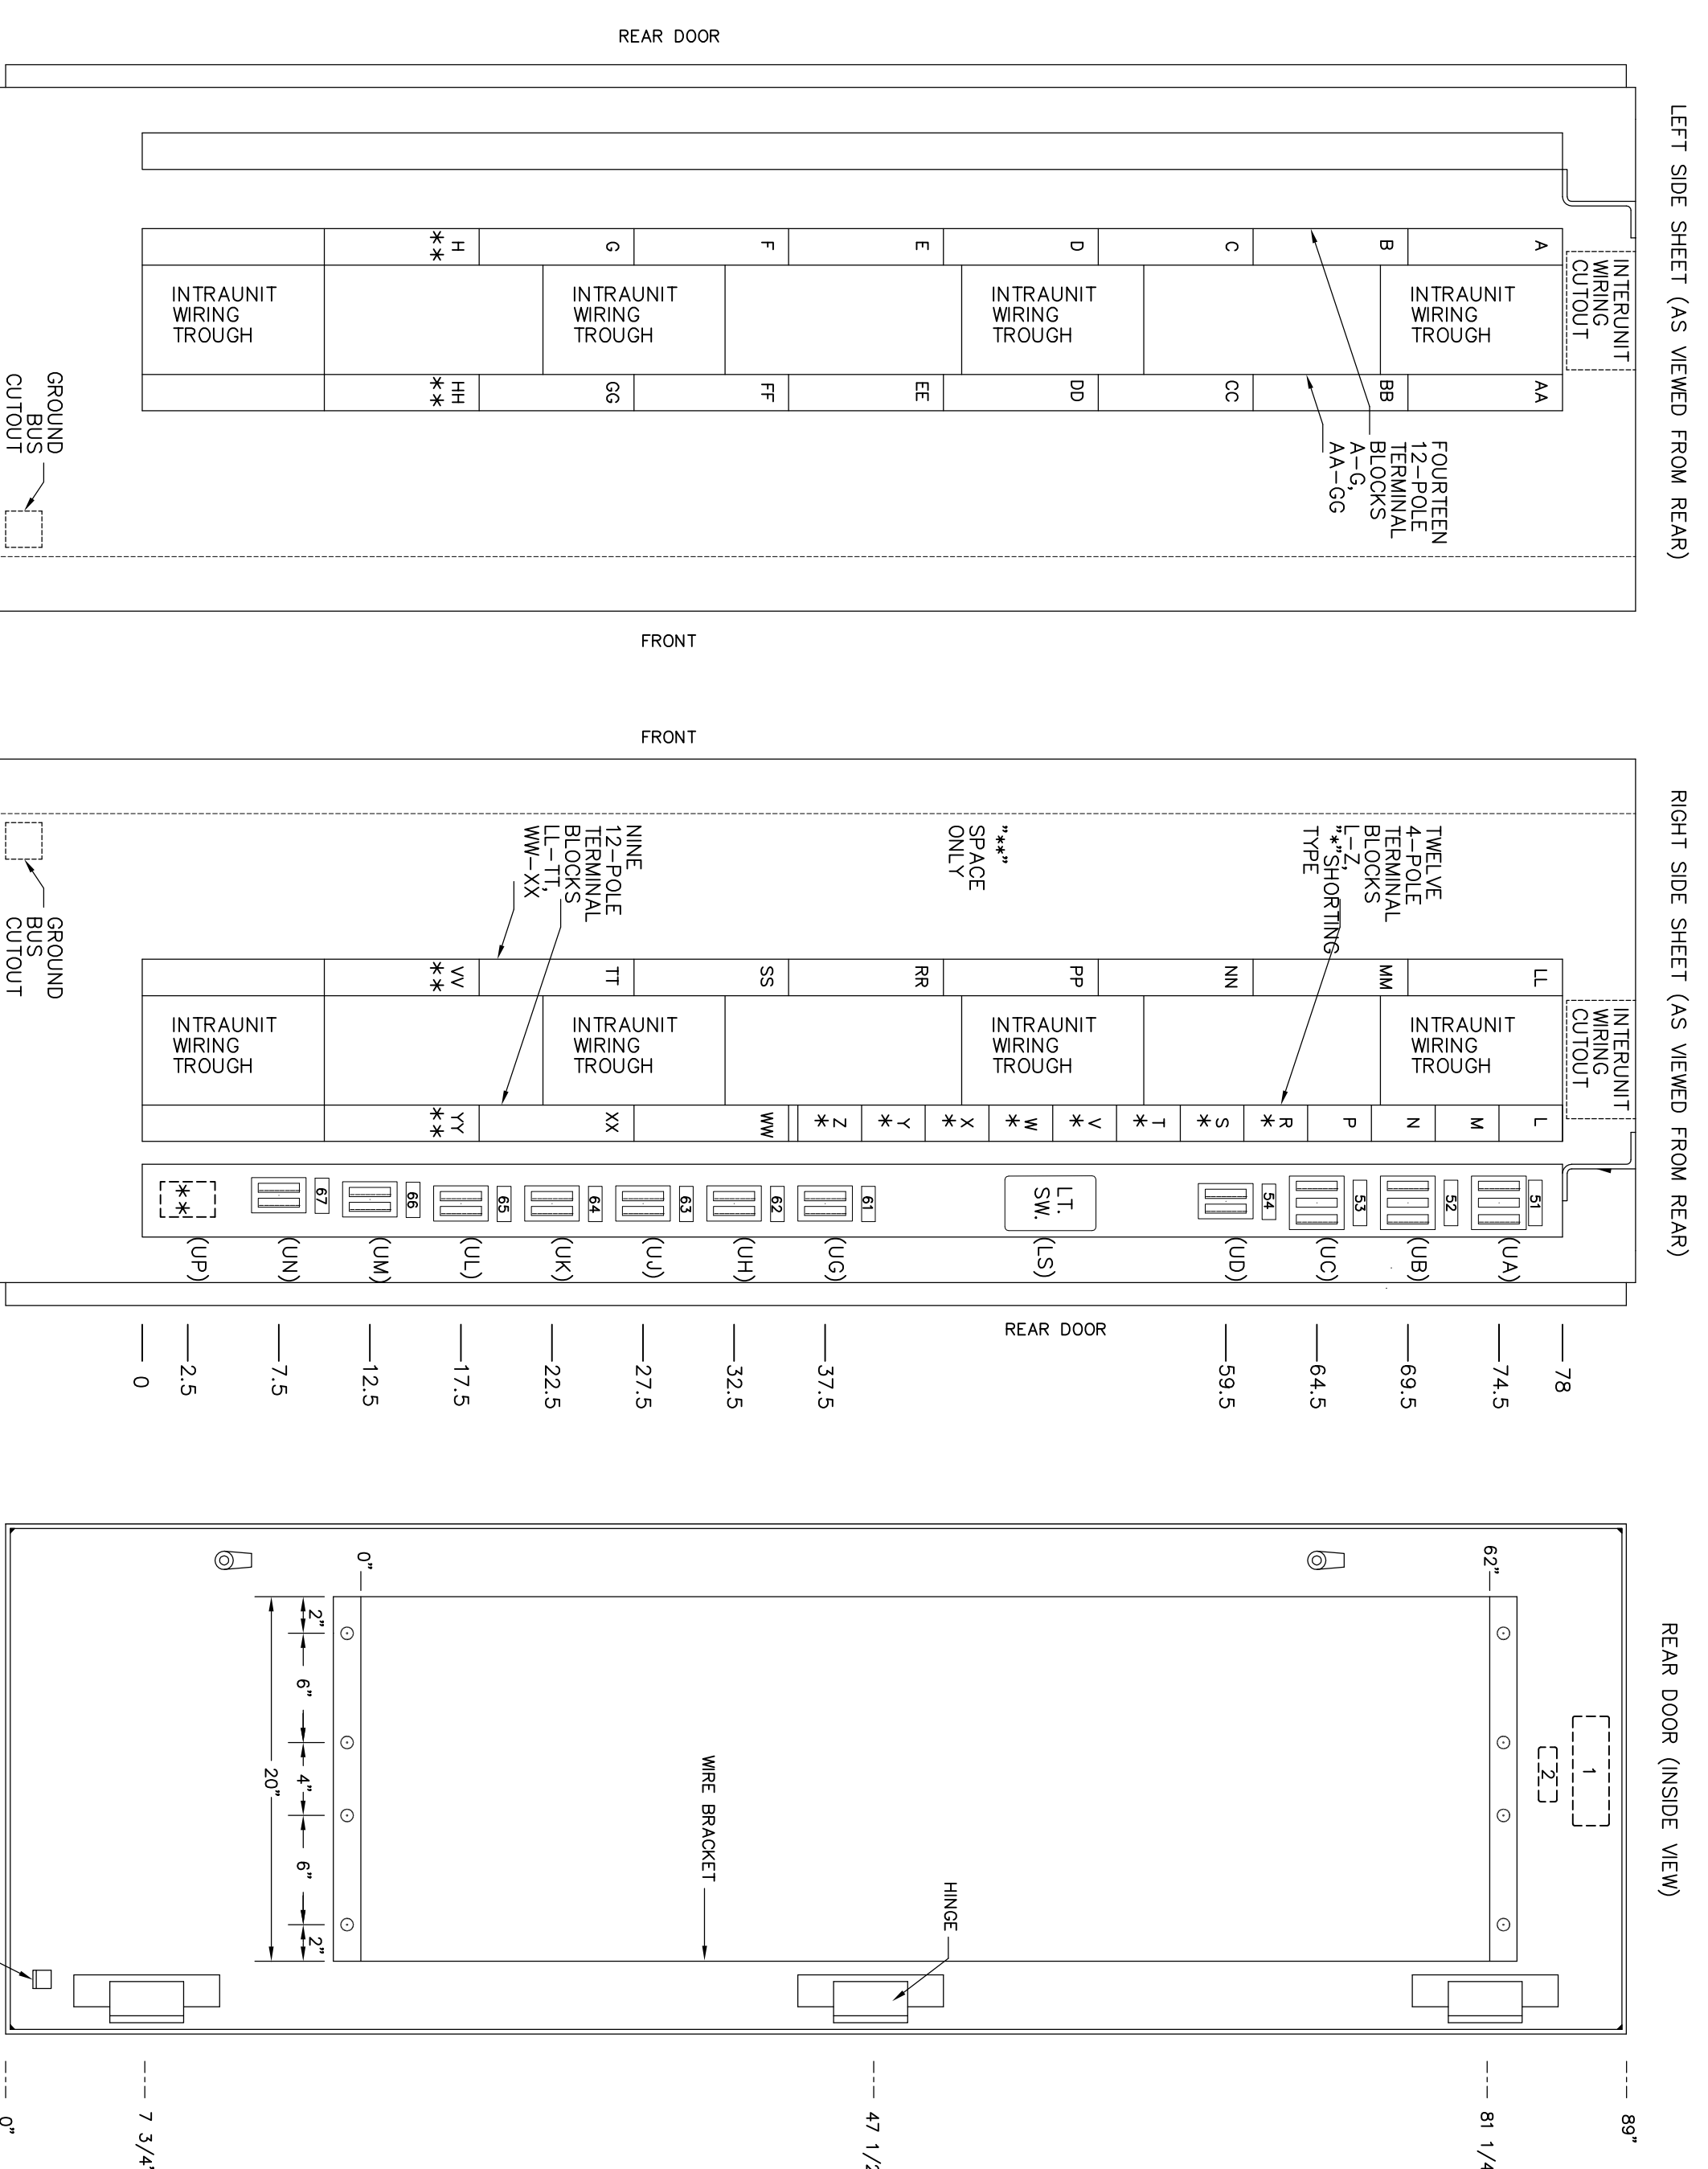 LEFT SIDE SHEET (AS VIEWED FROM REAR)
REAR DOOR
INTERUNIT
WIRING
CUTOUT
A
B
C
D
E
F
G
H
**
INTRAUNIT
WIRING
TROUGH
INTRAUNIT
WIRING
TROUGH
INTRAUNIT
WIRING
TROUGH
INTRAUNIT
WIRING
TROUGH
AA
BB
CC
DD
EE
FF
GG
HH
**
FOURTEEN
12-POLE
TERMINAL
BLOCKS
A-G,
AA-GG
GROUND
BUS
CUTOUT
FRONT
RIGHT SIDE SHEET (AS VIEWED FROM REAR)
FRONT
TWELVE
4-POLE
TERMINAL
BLOCKS
L-Z,
"*"SHORTING
TYPE
"**"
SPACE
ONLY
NINE
12-POLE
TERMINAL
BLOCKS
LL-TT,
WW-XX
GROUND
BUS
CUTOUT
INTERUNIT
WIRING
CUTOUT
LL
MM
NN
PP
RR
SS
TT
VV
**
INTRAUNIT
WIRING
TROUGH
INTRAUNIT
WIRING
TROUGH
INTRAUNIT
WIRING
TROUGH
INTRAUNIT
WIRING
TROUGH
L
M
N
P
R
*
S
*
T
*
V
*
W
*
X
*
Y
*
Z
*
WW
XX
YY
**
51
52
53
54
LT.
SW.
61
62
63
64
65
66
67
**
(UA)
(UB)
(UC)
(UD)
(LS)
(UG)
(UH)
(UJ)
(UK)
(UL)
(UM)
(UN)
(UP)
REAR DOOR
78
74.5
69.5
64.5
59.5
37.5
32.5
27.5
22.5
17.5
12.5
7.5
2.5
0
REAR DOOR (INSIDE VIEW)
1
2
62"
0"
2"
6"
4"
6"
2"
20"
WIRE BRACKET
HINGE
89"
81 1/4
47 1/2
7 3/4"
0"